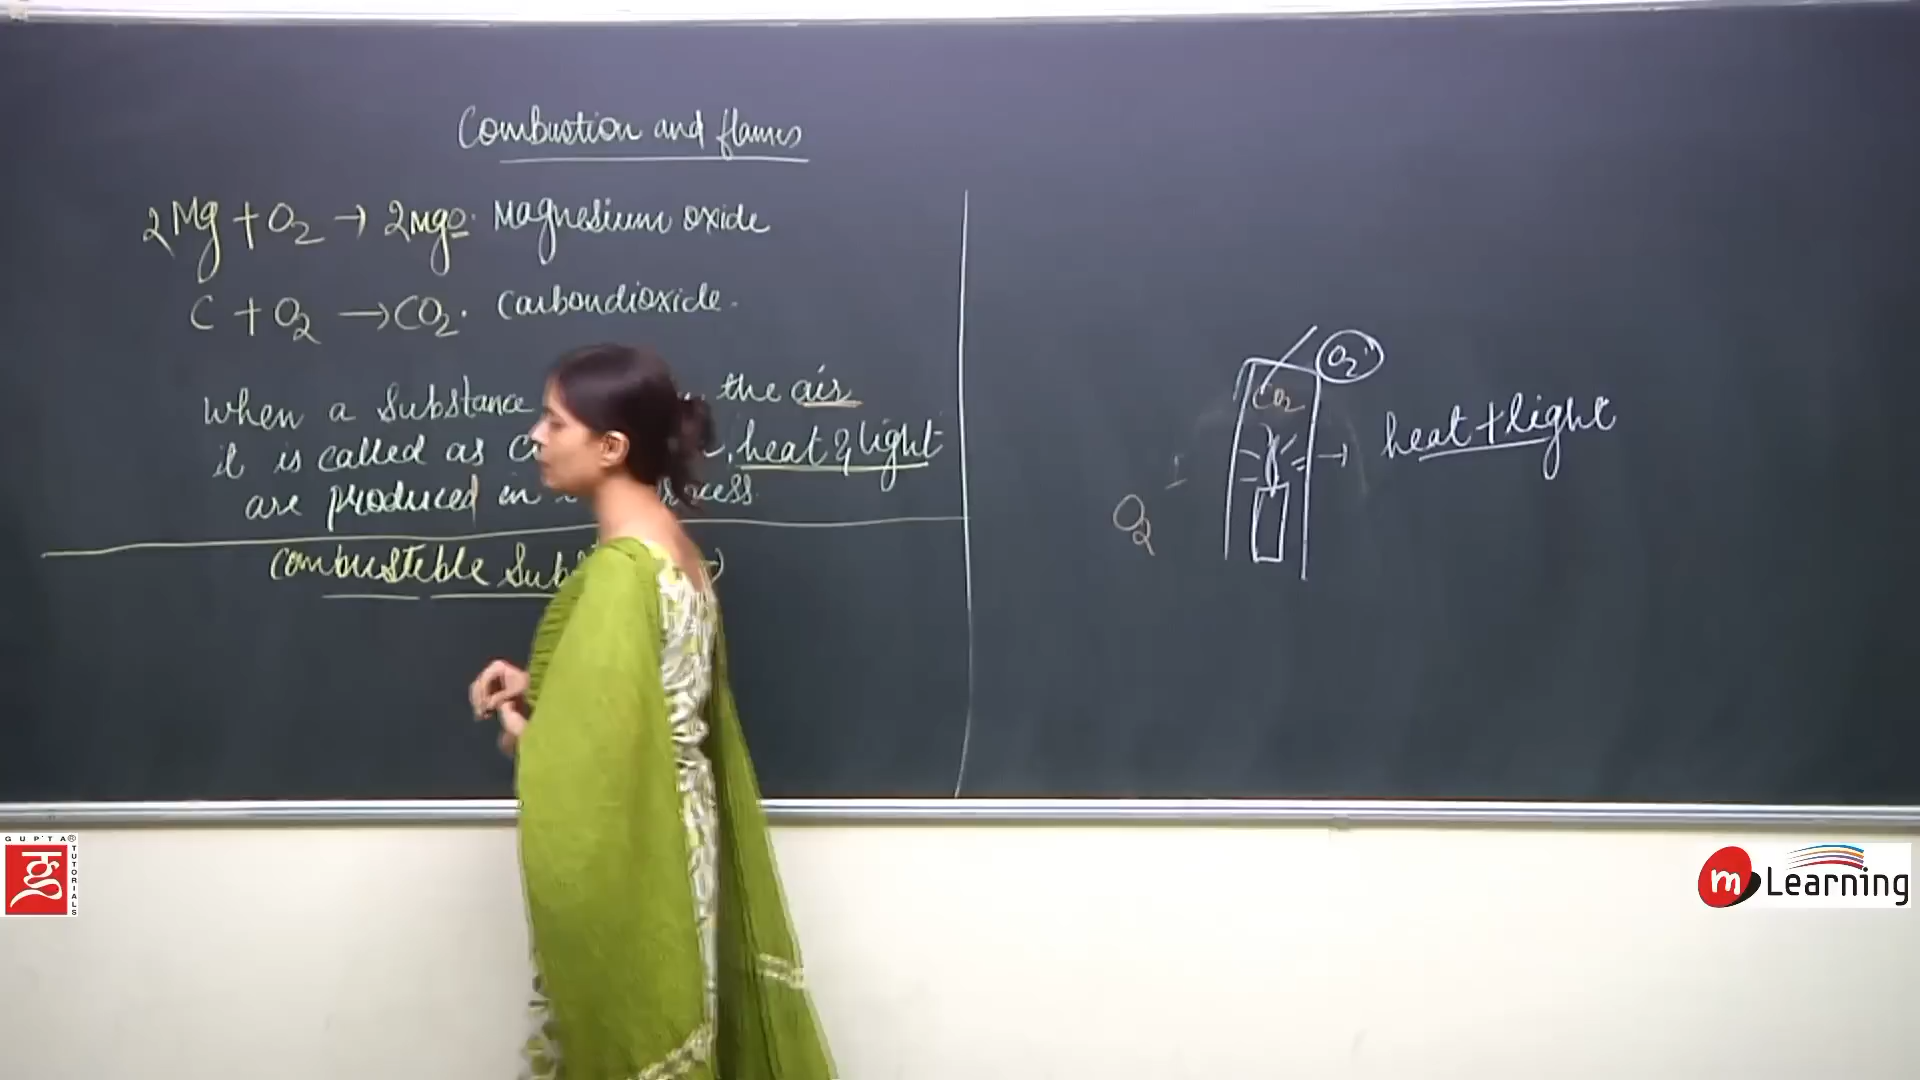 Combustion and flames
2Mg + O2 → 2MgO. Magnesium oxide
C + O2 → CO2. Carbondioxide.
When a Substance the air
it is called as heat & light
are produced in
Combusteble
CO2
O2
heat + light
O2
GUPTA®
TUTORIALS
m Learning